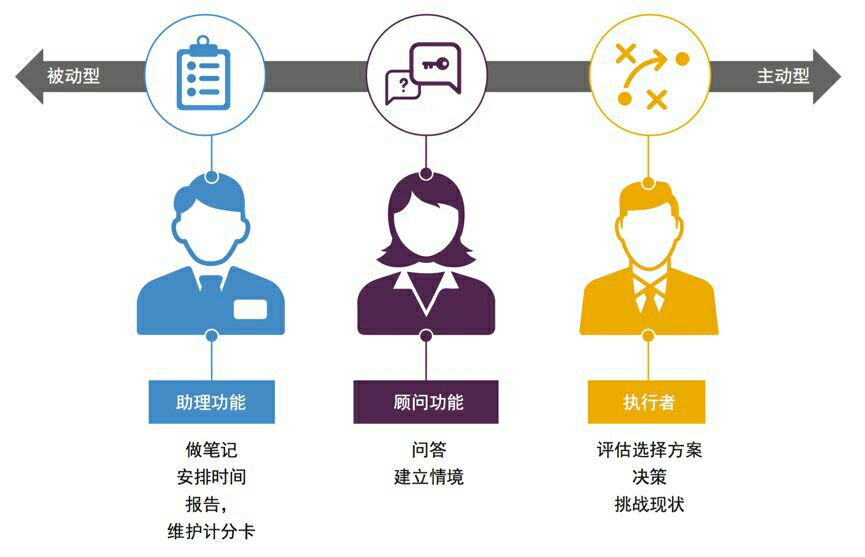 被动型
主动型
?
助理功能
顾问功能
执行者
做笔记
安排时间
报告，
维护计分卡
问答
建立情境
评估选择方案
决策
挑战现状